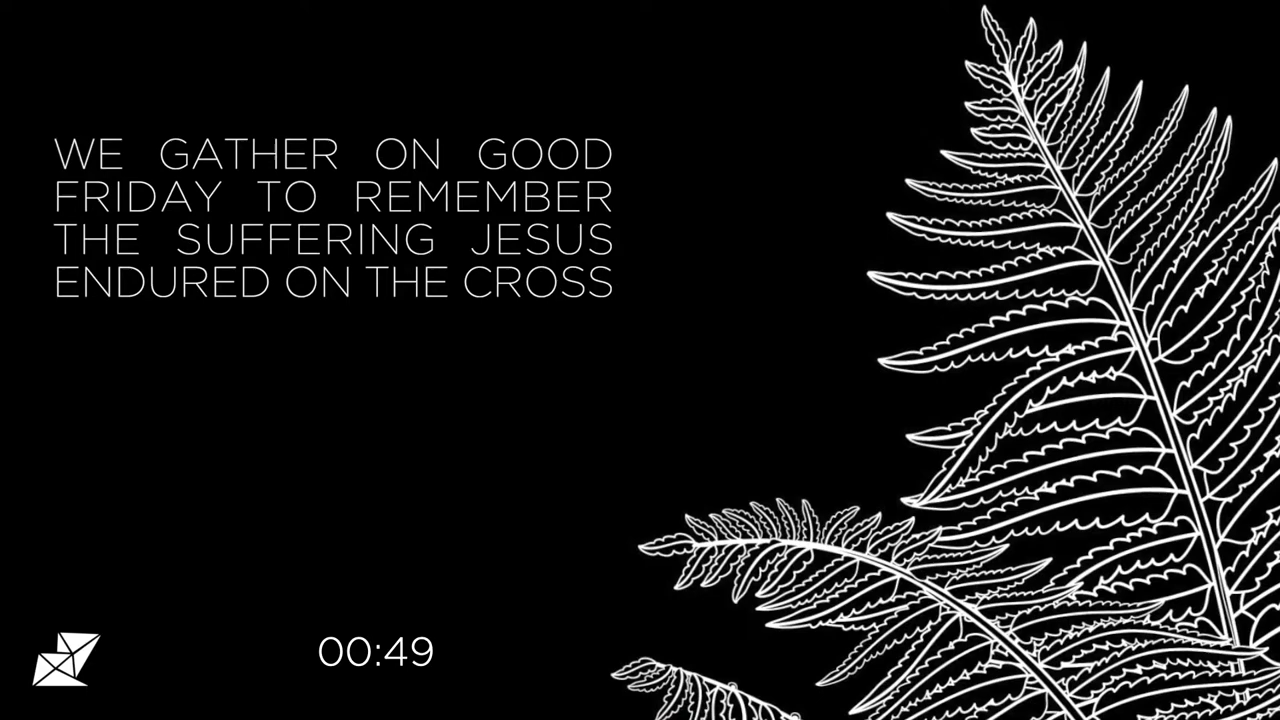 WE GATHER ON GOOD
FRIDAY TO REMEMBER
THE SUFFERING JESUS
ENDURED ON THE CROSS
00:49